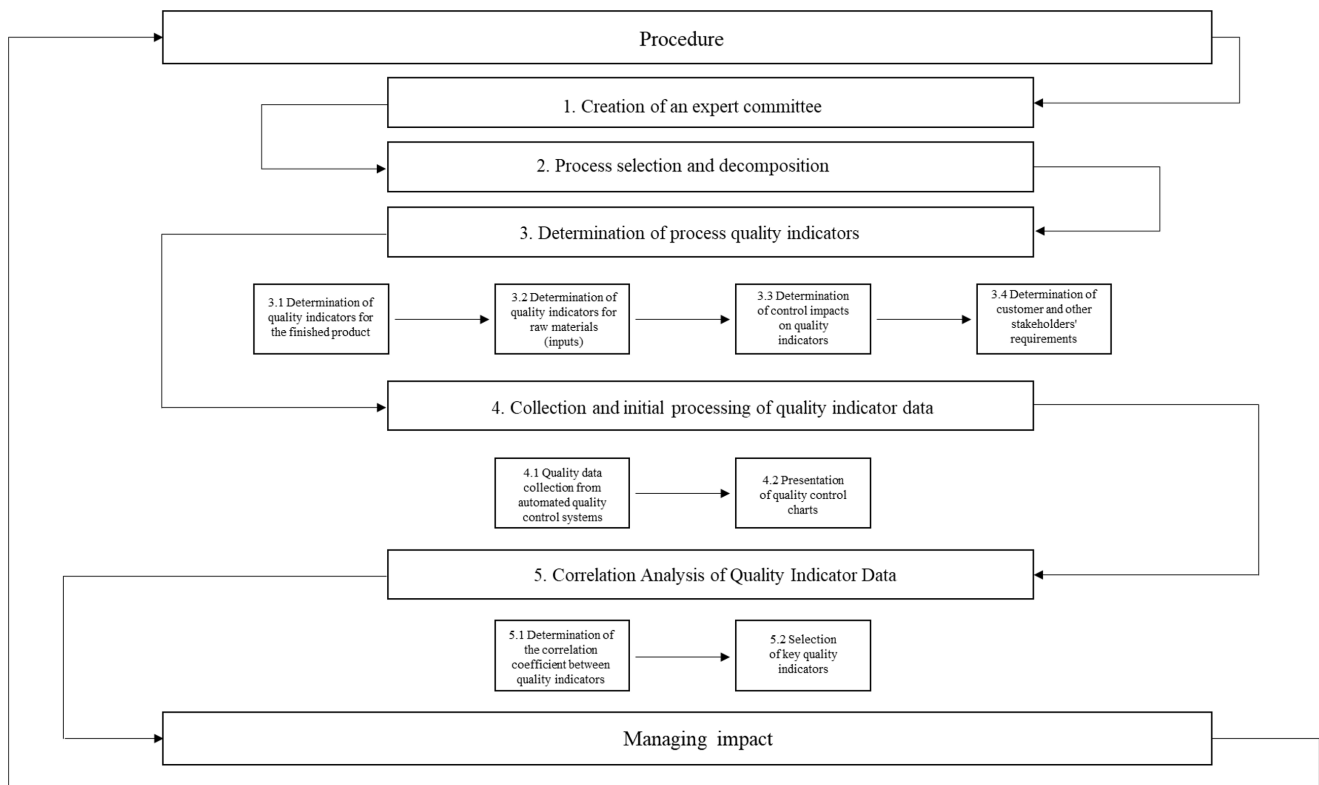 Procedure
1. Creation of an expert committee
2. Process selection and decomposition
3. Determination of process quality indicators
3.1 Determination of
quality indicators for
the finished product
3.2 Determination of
quality indicators for
raw materials
(inputs)
3.3 Determination
of control impacts
on quality
indicators
3.4 Determination of
customer and other
stakeholders'
requirements
4. Collection and initial processing of quality indicator data
4.1 Quality data
collection from
automated quality
control systems
4.2 Presentation
of quality control
charts
5. Correlation Analysis of Quality Indicator Data
5.1 Determination of
the correlation
coefficient between
quality indicators
5.2 Selection
of key quality
indicators
Managing impact